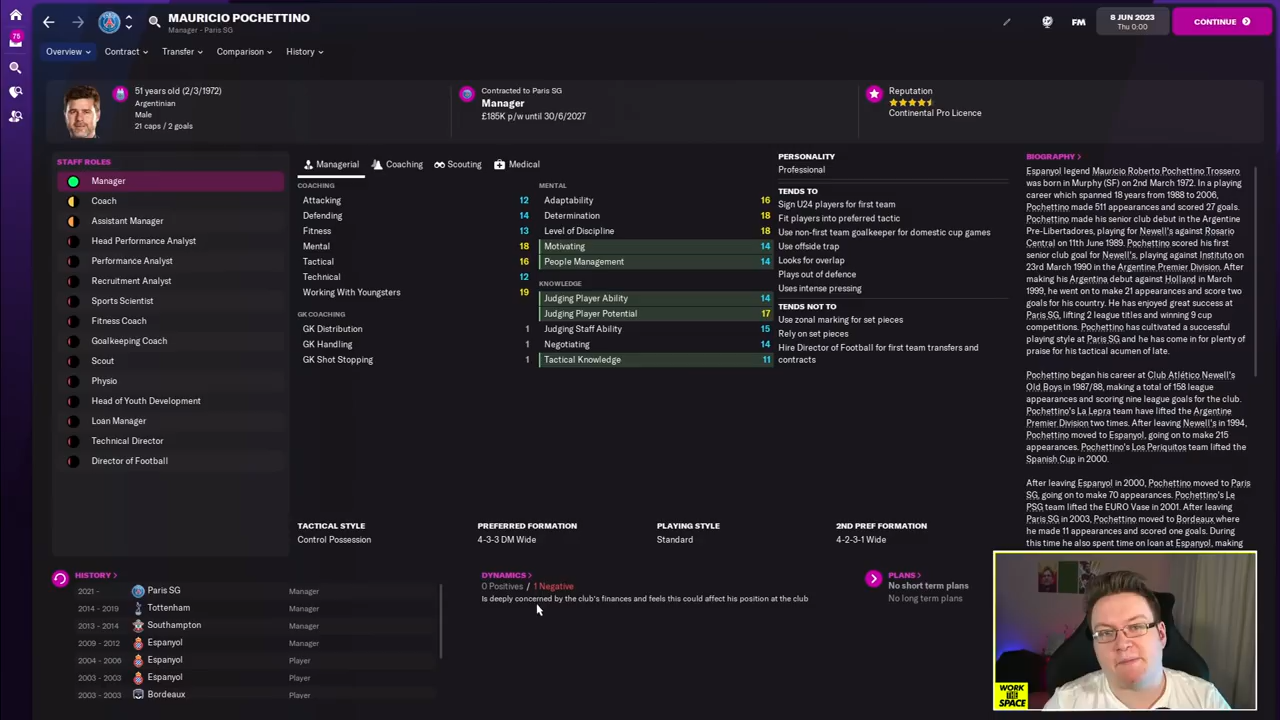 MAURICIO POCHETTINO
Manager - Paris SG
FM
8 JUN 2023
Thu 0:00
CONTINUE
75
Overview
Contract
Transfer
Comparison
History
51 years old (2/3/1972)
Argentinian
Male
21 caps / 2 goals
Contracted to Paris SG
Manager
£185K p/w until 30/6/2027
Reputation
Continental Pro Licence
STAFF ROLES
Manager
Coach
Assistant Manager
Head Performance Analyst
Performance Analyst
Recruitment Analyst
Sports Scientist
Fitness Coach
Goalkeeping Coach
Scout
Physio
Head of Youth Development
Loan Manager
Technical Director
Director of Football
Managerial
Coaching
Scouting
Medical
COACHING
Attacking 12
Defending 14
Fitness 13
Mental 18
Tactical 16
Technical 12
Working With Youngsters 19
GK COACHING
GK Distribution 1
GK Handling 1
GK Shot Stopping 1
MENTAL
Adaptability 16
Determination 18
Level of Discipline 18
Motivating 14
People Management 14
KNOWLEDGE
Judging Player Ability 14
Judging Player Potential 17
Judging Staff Ability 15
Negotiating 14
Tactical Knowledge 11
PERSONALITY
Professional
TENDS TO
Sign U24 players for first team
Fit players into preferred tactic
Use non-first team goalkeeper for domestic cup games
Use offside trap
Looks for overlap
Plays out of defence
Uses intense pressing
TENDS NOT TO
Use zonal marking for set pieces
Rely on set pieces
Hire Director of Football for first team transfers and
contracts
BIOGRAPHY >
Espanyol legend Mauricio Roberto Pochettino Trossero
was born in Murphy (SF) on 2nd March 1972. In a playing
career which spanned 18 years from 1988 to 2006,
Pochettino made 511 appearances and scored 27 goals.
Pochettino made his senior club debut in the Argentine
Pre-Libertadores, playing for Newell's against Rosario
Central on 11th June 1989. Pochettino scored his first
senior club goal for Newell's, playing against Instituto on
23rd March 1990 in the Argentine Premier Division. After
making his Argentina debut against Holland in March
1999, he went on to make 21 appearances and score two
goals for his country. He has enjoyed great success at
Paris SG, lifting 2 league titles and winning 9 cup
competitions. Pochettino has cultivated a successful
playing style at Paris SG and he has come in for plenty of
praise for his tactical acumen of late.
Pochettino began his career at Club Atlético Newell's
Old Boys in 1987/88, making a total of 158 league
appearances and scoring nine league goals for the club.
Pochettino's La Lepra team have lifted the Argentine
Premier Division two times. After leaving Newell's in 1994,
Pochettino moved to Espanyol, going on to make 215
appearances. Pochettino's Los Periquitos team lifted the
Spanish Cup in 2000.
After leaving Espanyol in 2000, Pochettino moved to Paris
SG, going on to make 70 appearances. Pochettino's Le
PSG team lifted the EURO Vase in 2001. After leaving
Paris SG in 2003, Pochettino moved to Bordeaux where
he made 11 appearances and scored one goals. During
this time he also spent time on loan at Espanyol, making
TACTICAL STYLE
Control Possession
PREFERRED FORMATION
4-3-3 DM Wide
PLAYING STYLE
Standard
2ND PREF FORMATION
4-2-3-1 Wide
HISTORY >
2021 - Paris SG Manager
2014 - 2019 Tottenham Manager
2013 - 2014 Southampton Manager
2009 - 2012 Espanyol Manager
2004 - 2006 Espanyol Player
2003 - 2003 Espanyol Player
2003 - 2003 Bordeaux Player
DYNAMICS >
0 Positives / 1 Negative
Is deeply concerned by the club's finances and feels this could affect his position at the club
PLANS >
No short term plans
No long term plans
WORK
THE
SPACE